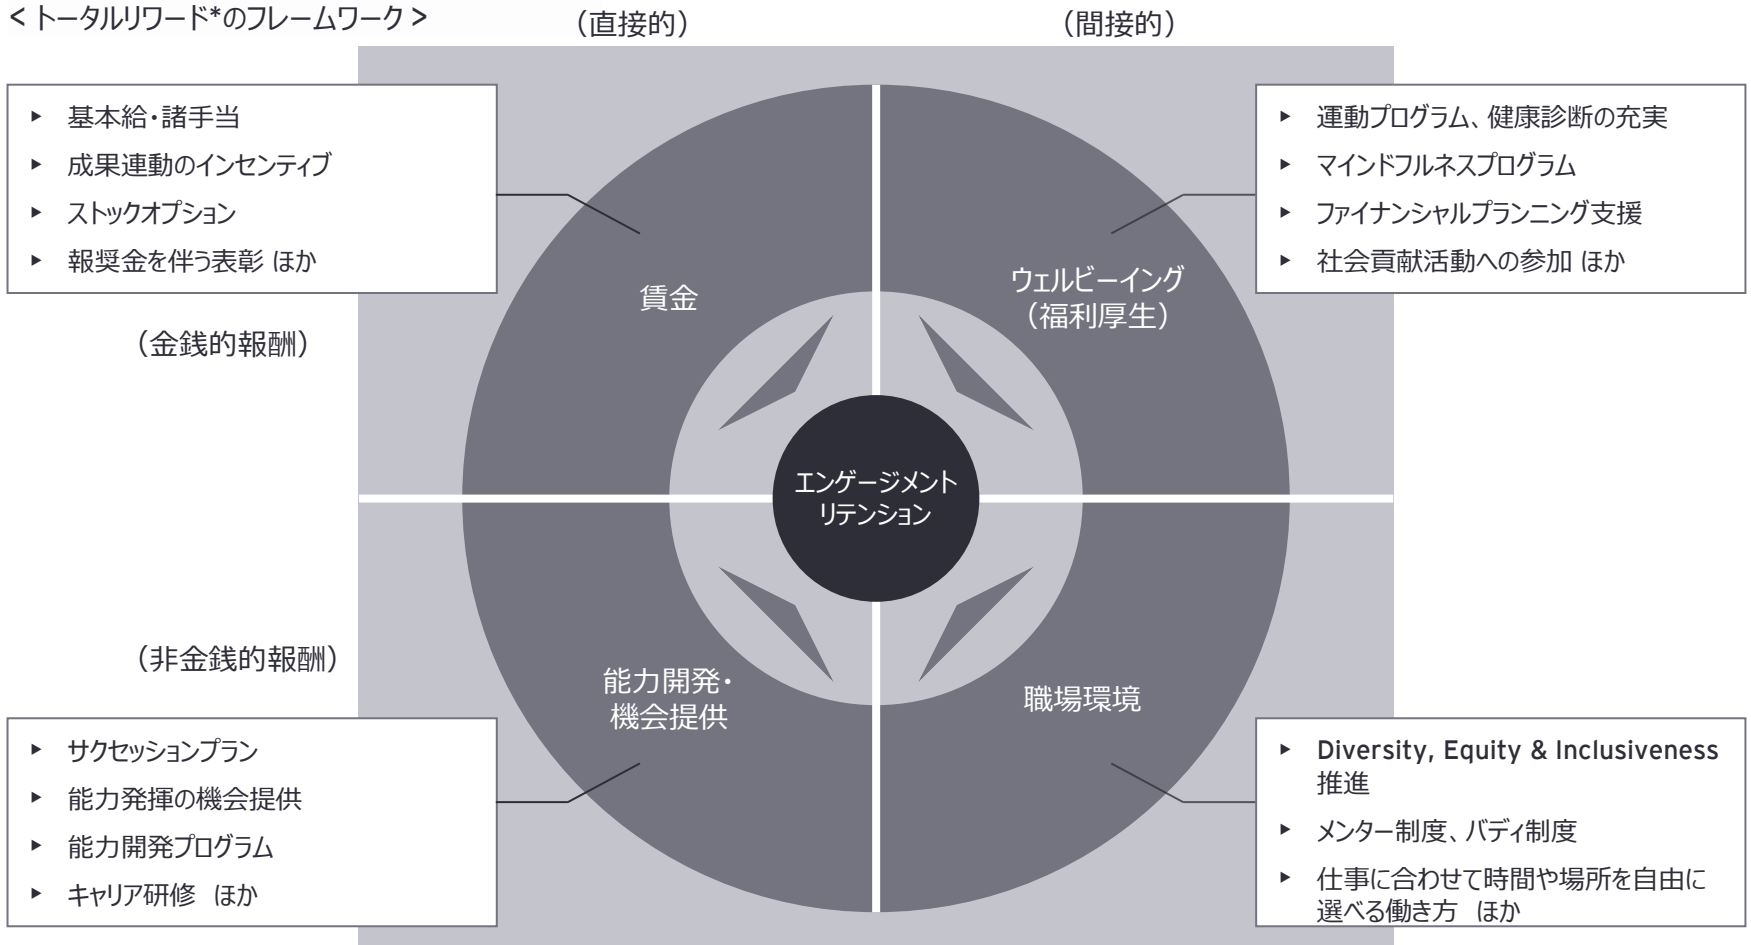 < トータルリワード*のフレームワーク >
（直接的）
（間接的）
▶ 基本給・諸手当
▶ 成果連動のインセンティブ
▶ ストックオプション
▶ 報奨金を伴う表彰 ほか
▶ 運動プログラム、健康診断の充実
▶ マインドフルネスプログラム
▶ ファイナンシャルプランニング支援
▶ 社会貢献活動への参加 ほか
賃金
ウェルビーイング
（福利厚生）
（金銭的報酬）
エンゲージメント
リテンション
（非金銭的報酬）
能力開発・
機会提供
職場環境
▶ サクセッションプラン
▶ 能力発揮の機会提供
▶ 能力開発プログラム
▶ キャリア研修　ほか
▶ Diversity, Equity & Inclusiveness
推進
▶ メンター制度、バディ制度
▶ 仕事に合わせて時間や場所を自由に
選べる働き方　ほか